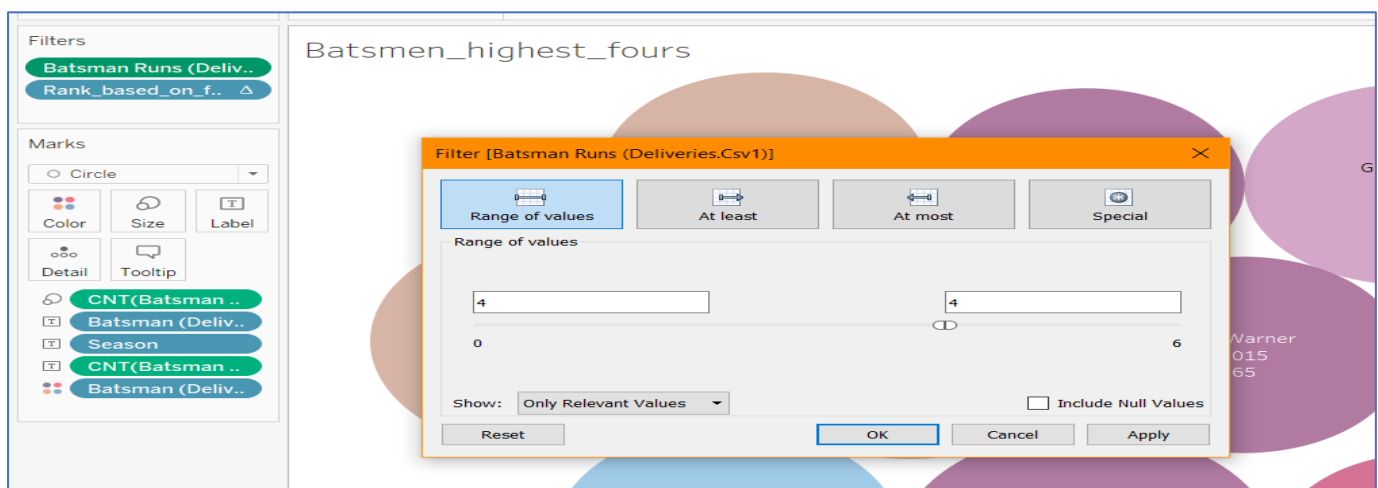 Filters
Batsman Runs (Deliv..
Rank_based_on_f.. Δ
Marks
Circle
Color Size Label
Detail Tooltip
CNT(Batsman ..
T Batsman (Deliv..
T Season
T CNT(Batsman ..
Batsman (Deliv..
Batsmen_highest_fours
G
Filter [Batsman Runs (Deliveries.Csv1)]
Range of values At least At most Special
Range of values
4 4
0 6
Show: Only Relevant Values Include Null Values
Reset OK Cancel Apply
Warner
015
65